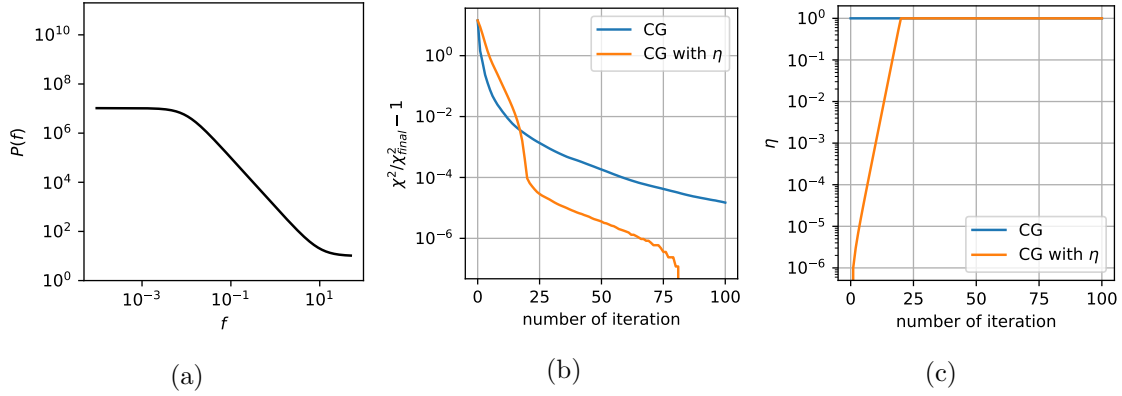 10^10
10^8
10^6
10^4
10^2
10^0
P(f)
10^−3
10^−1
10^1
f
(a)
CG
CG with η
10^0
10^−2
10^−4
10^−6
χ^2/χ^2_final − 1
0
25
50
75
100
number of iteration
(b)
10^0
10^−1
10^−2
10^−3
10^−4
10^−5
10^−6
η
CG
CG with η
0
25
50
75
100
number of iteration
(c)